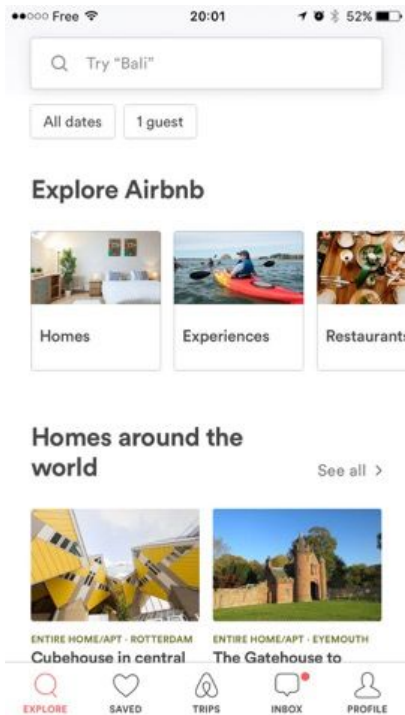 Free 20:01 52%
Try “Bali”
All dates 1 guest
Explore Airbnb
Homes Experiences Restaurants
Homes around the
world
See all >
ENTIRE HOME/APT · ROTTERDAM ENTIRE HOME/APT · EYEMOUTH
Cubehouse in central The Gatehouse to
EXPLORE SAVED TRIPS INBOX PROFILE